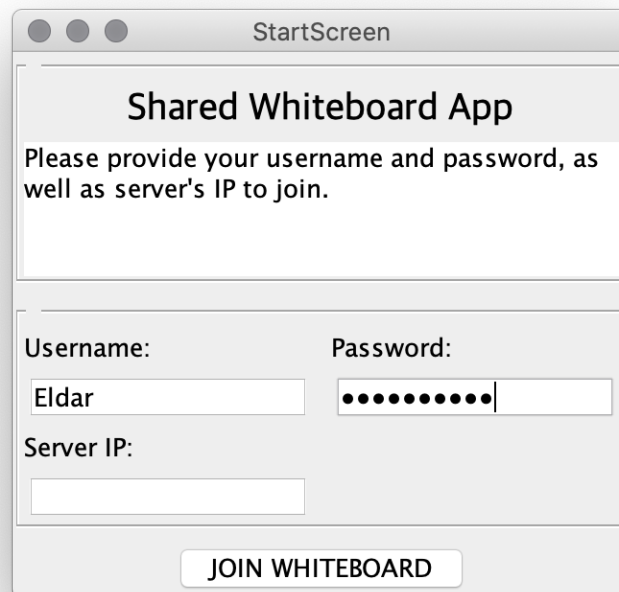 StartScreen
Shared Whiteboard App
Please provide your username and password, as
well as server's IP to join.
Username:
Password:
Eldar
••••••••••
Server IP:
JOIN WHITEBOARD